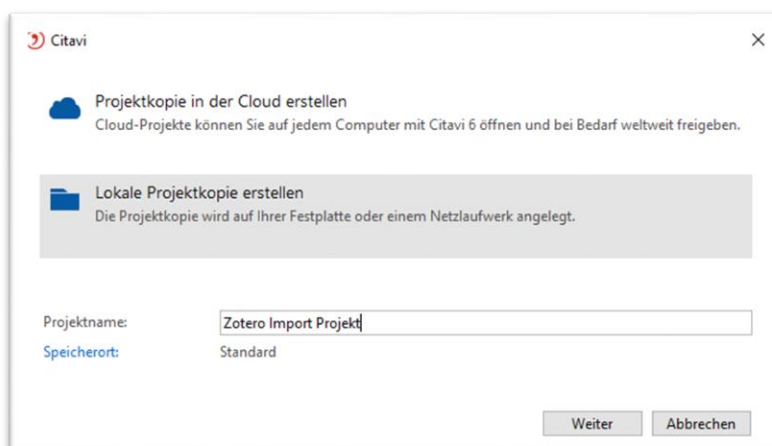 Citavi
Projektkopie in der Cloud erstellen
Cloud-Projekte können Sie auf jedem Computer mit Citavi 6 öffnen und bei Bedarf weltweit freigeben.
Lokale Projektkopie erstellen
Die Projektkopie wird auf Ihrer Festplatte oder einem Netzlaufwerk angelegt.
Projektname: Zotero Import Projekt
Speicherort: Standard
Weiter Abbrechen